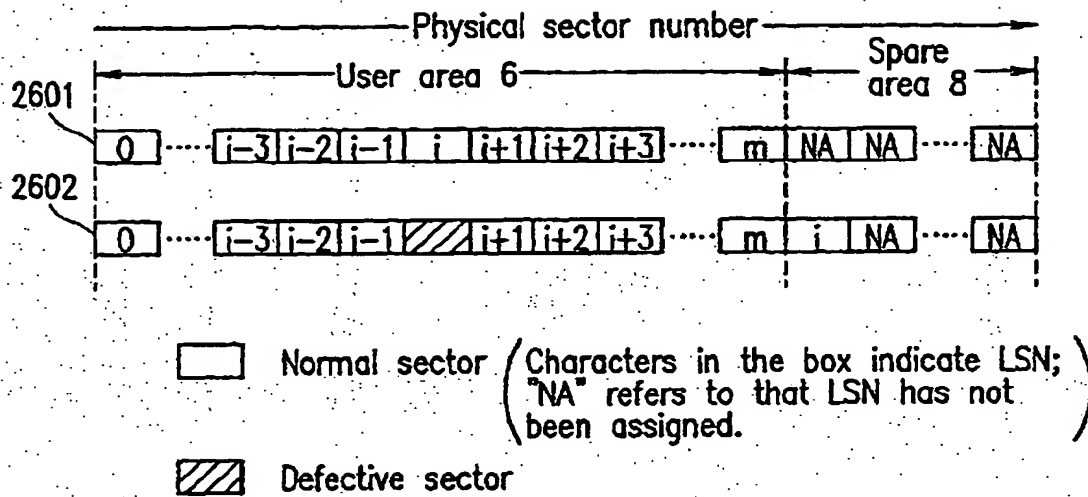 Physical sector number
User area 6
Spare
area 8
2601
0 i-3 i-2 i-1 i i+1 i+2 i+3 m NA NA NA
2602
0 i-3 i-2 i-1 i+1 i+2 i+3 m i NA NA
Normal sector (Characters in the box indicate LSN;
"NA" refers to that LSN has not
been assigned.)
Defective sector